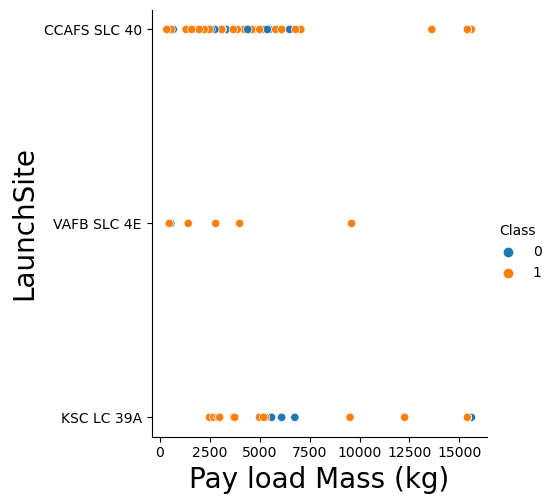 CCAFS SLC 40
VAFB SLC 4E
KSC LC 39A
LaunchSite
0
2500
5000
7500
10000
12500
15000
Pay load Mass (kg)
Class
0
1